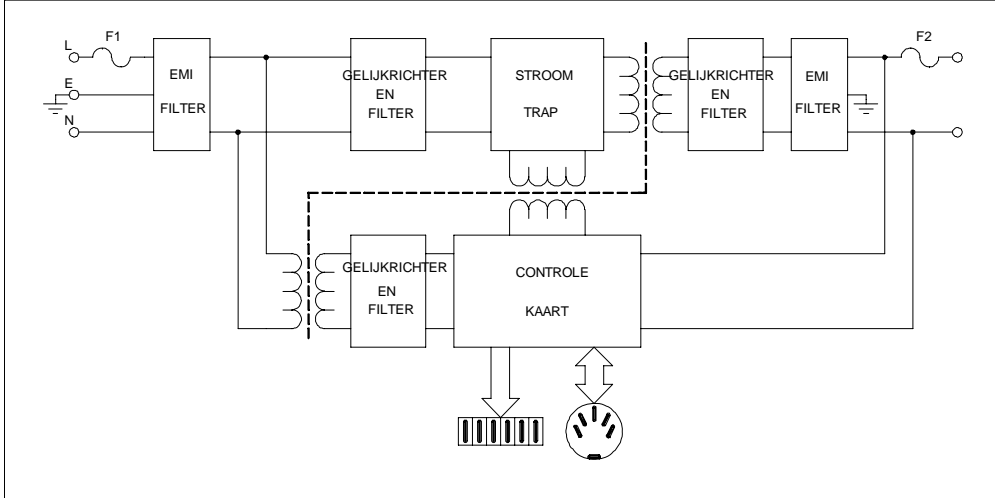 L
F1
E
N
EMI
FILTER
GELIJKRICHTER
EN
FILTER
STROOM
TRAP
GELIJKRICHTER
EN
FILTER
EMI
FILTER
F2
GELIJKRICHTER
EN
FILTER
CONTROLE
KAART